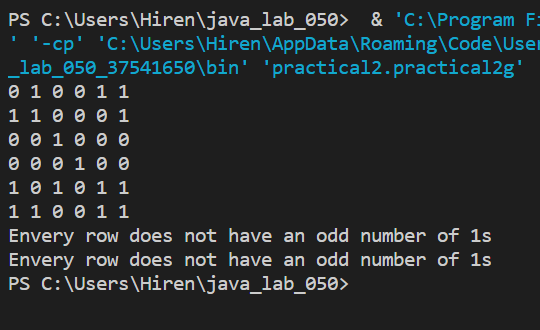 PS C:\Users\Hiren\java_lab_050>  & 'C:\Program Fi
' '-cp' 'C:\Users\Hiren\AppData\Roaming\Code\User
_lab_050_37541650\bin' 'practical2.practical2g'
0 1 0 0 1 1
1 1 0 0 0 1
0 0 1 0 0 0
0 0 0 1 0 0
1 0 1 0 1 1
1 1 0 0 1 1
Envery row does not have an odd number of 1s
Envery row does not have an odd number of 1s
PS C:\Users\Hiren\java_lab_050>